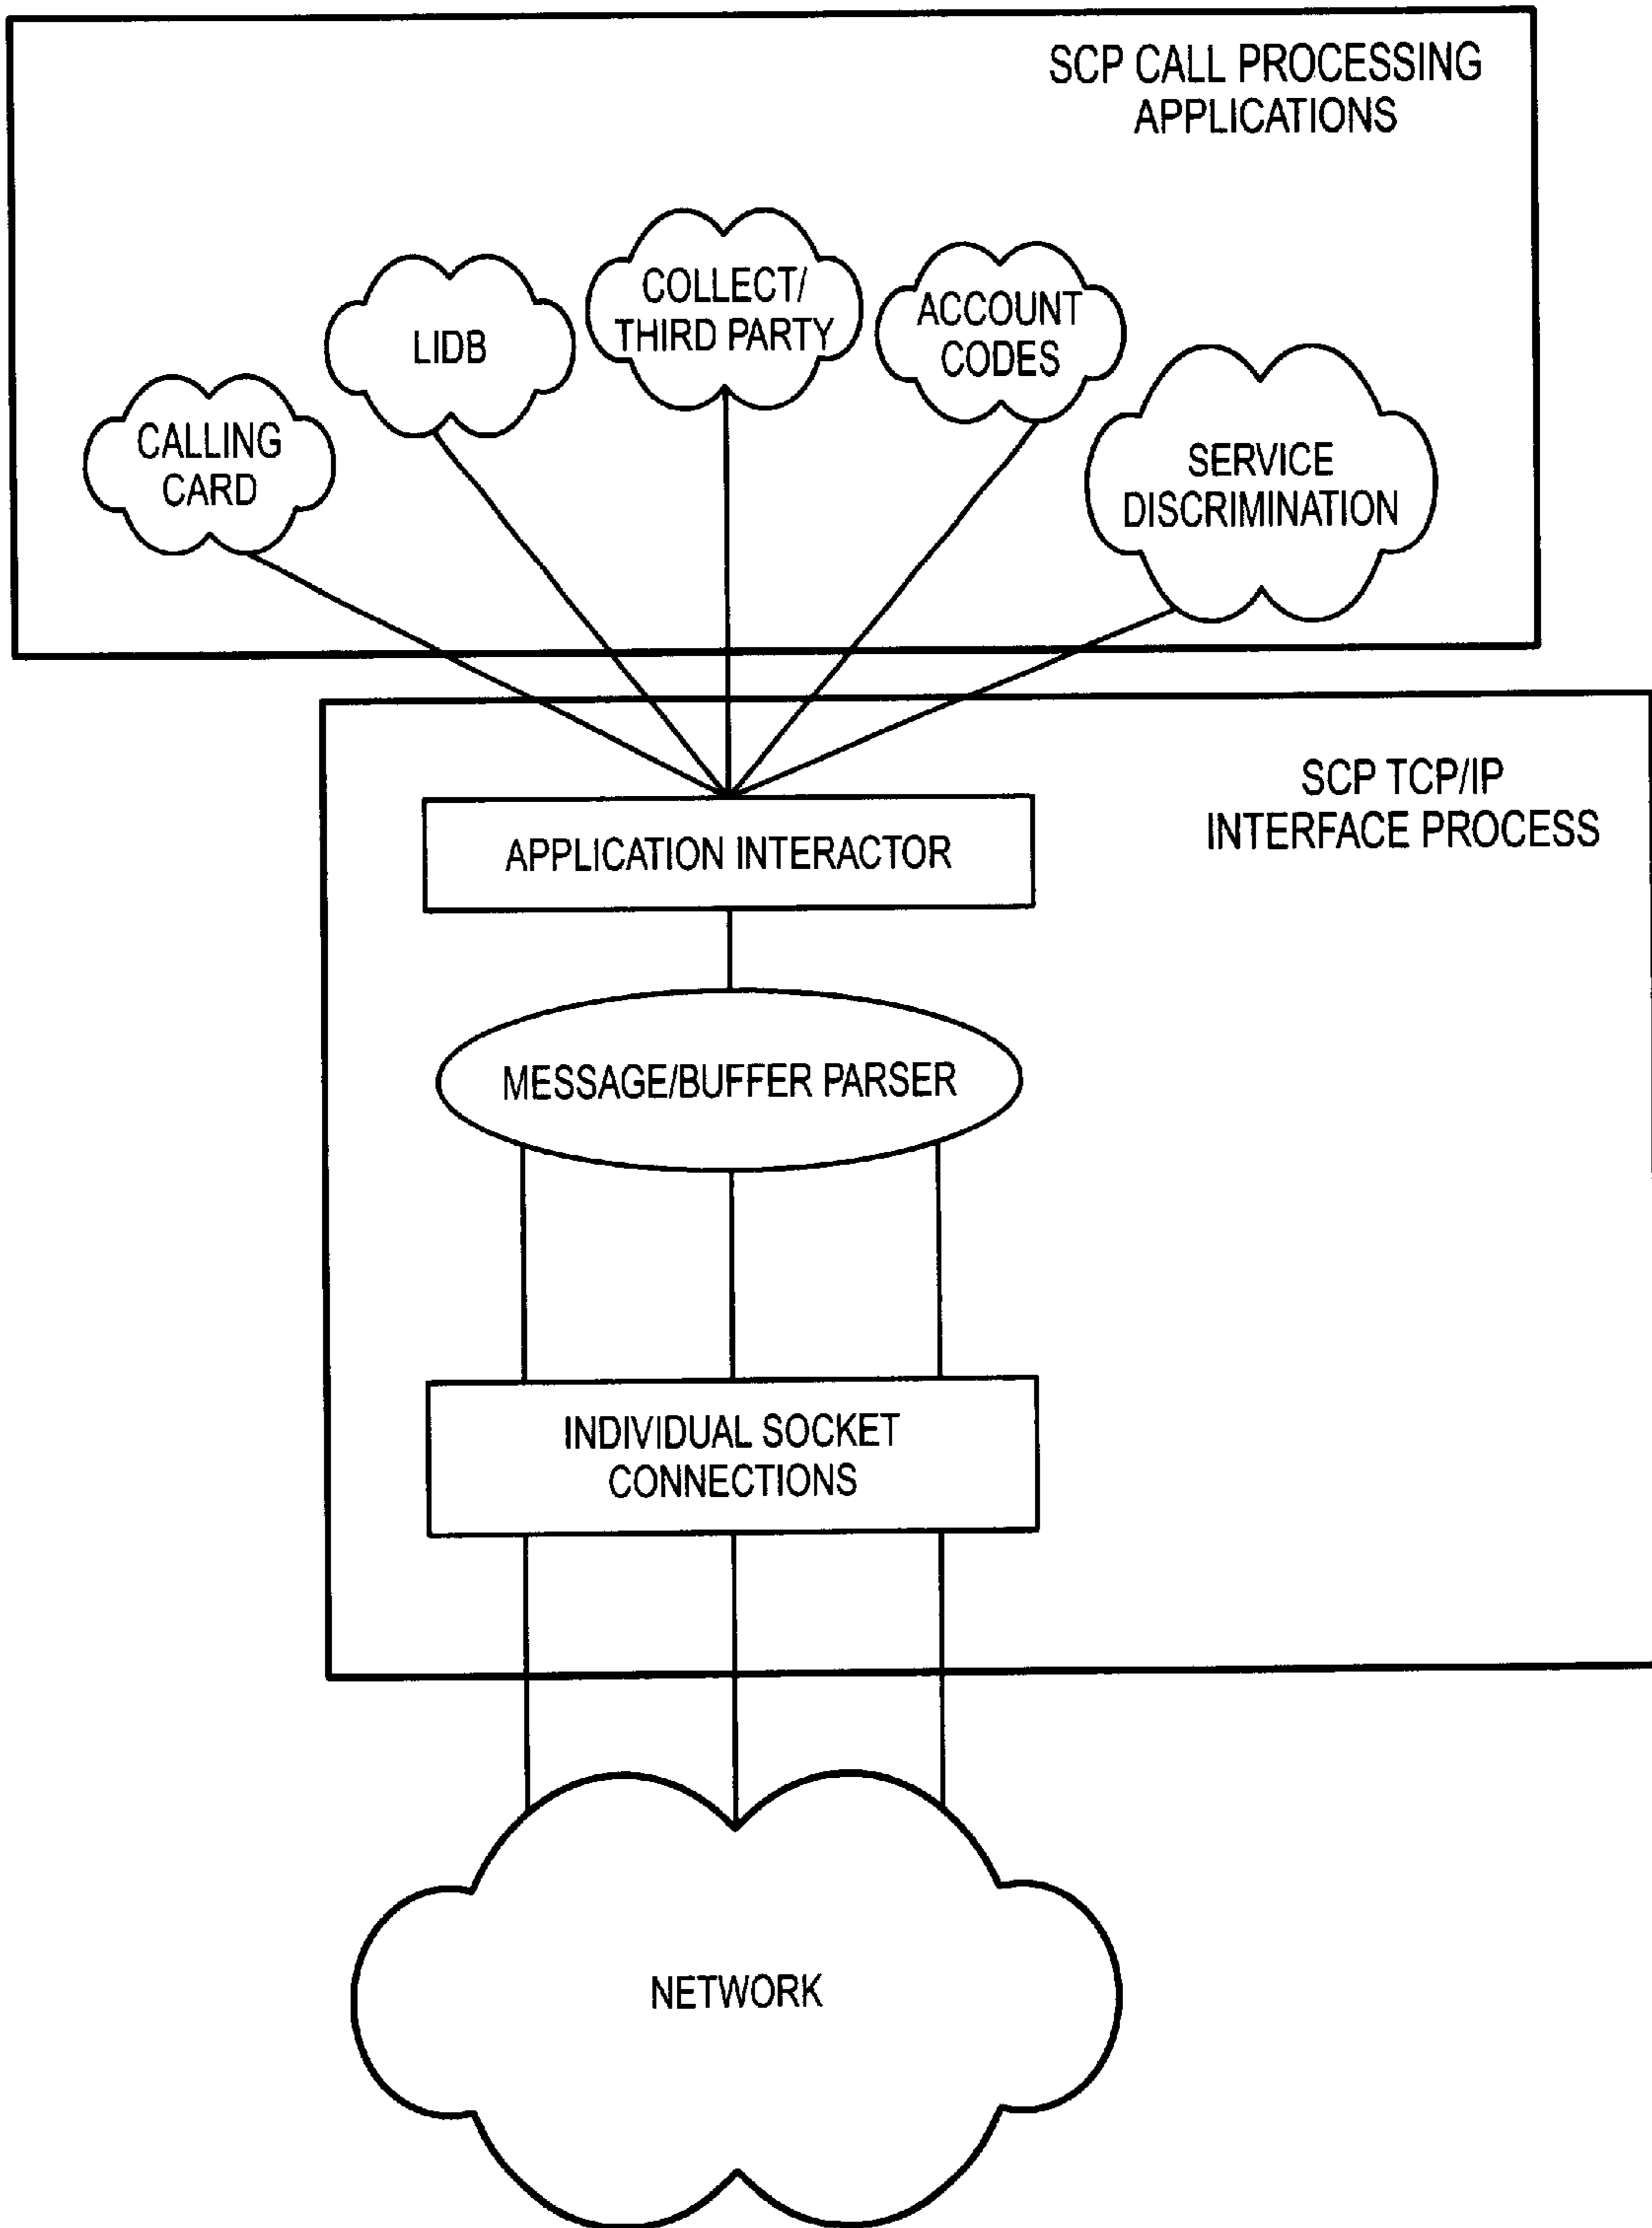 SCP CALL PROCESSING
APPLICATIONS
COLLECT/
THIRD PARTY
ACCOUNT
CODES
LIDB
CALLING
CARD
SERVICE
DISCRIMINATION
SCP TCP/IP
INTERFACE PROCESS
APPLICATION INTERACTOR
MESSAGE/BUFFER PARSER
INDIVIDUAL SOCKET
CONNECTIONS
NETWORK